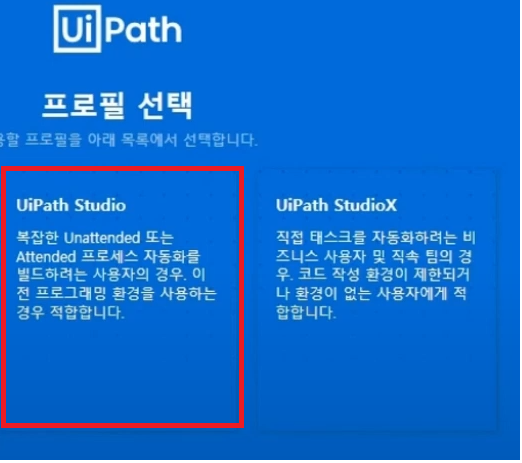 UiPath
프로필 선택
용할 프로필을 아래 목록에서 선택합니다.
UiPath Studio
복잡한 Unattended 또는
Attended 프로세스 자동화를
빌드하려는 사용자의 경우. 이
전 프로그래밍 환경을 사용하는
경우 적합합니다.
UiPath StudioX
직접 태스크를 자동화하려는 비
즈니스 사용자 및 직속 팀의 경
우. 코드 작성 환경이 제한되거
나 환경이 없는 사용자에게 적
합합니다.